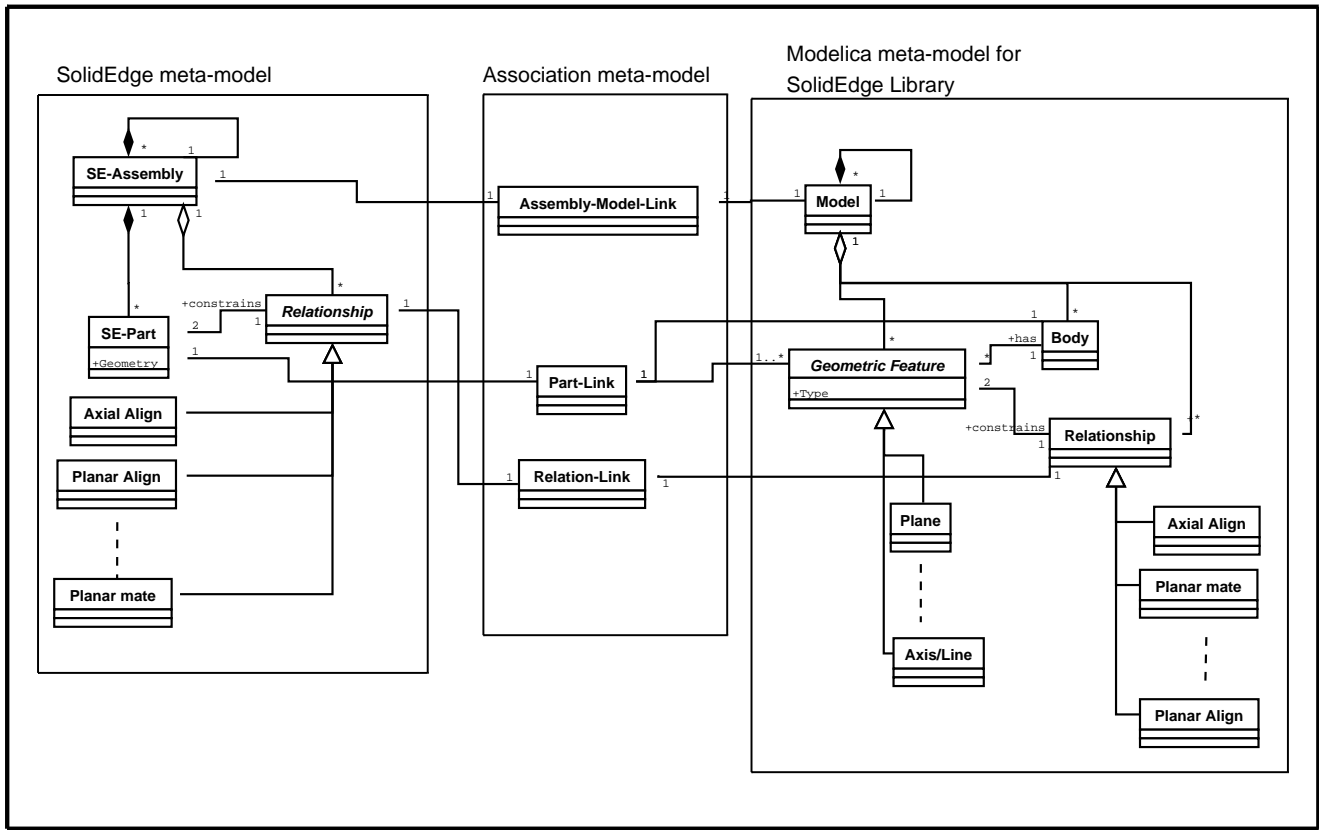 SolidEdge meta-model
Association meta-model
Modelica meta-model for
SolidEdge Library
*
1
SE-Assembly
1
1
1
*
*
+constrains
Relationship
2
1
1
SE-Part
+Geometry
1
Axial Align
Planar Align
Planar mate
1
Assembly-Model-Link
1
1
Part-Link
1
1
Relation-Link
1
*
1
Model
1
1
*
*
1
Body
+has
*
1
1..*
Geometric Feature
+Type
2
+constrains
1
Relationship
+*
1
Plane
Axis/Line
Axial Align
Planar mate
Planar Align